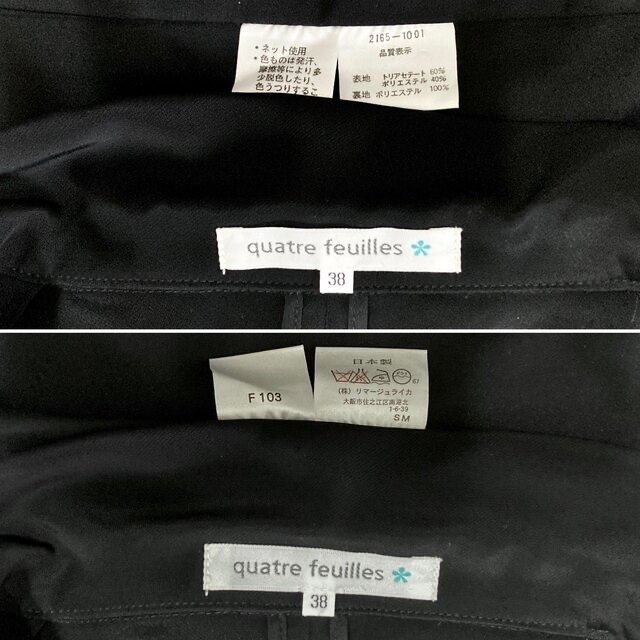 * ネット使用
* 色ものは発汗、
摩擦等により多
少脱色したり、
色うつりするこ
2165-1001
品質表示
表地 トリアセテート 60%
ポリエステル 40%
裏地 ポリエステル 100%
quatre feuilles *
38
F103
日本製
(株) リマージュライカ
大阪市住之江区南港北
1-6-39
SM
quatre feuilles *
38